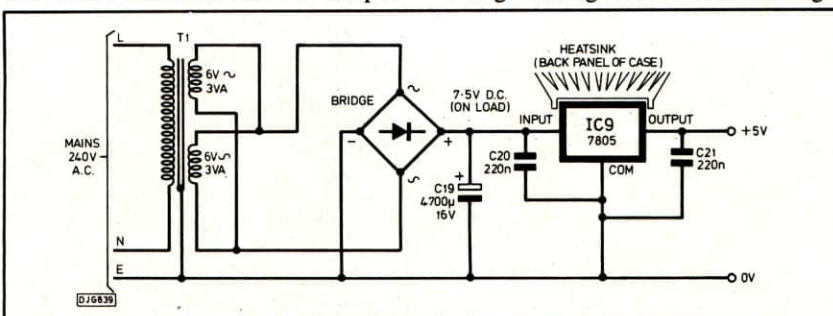 L
T1
6V ~
3VA
MAINS
240V
A.C.
6V ~
3VA
N
E
BRIDGE
~
-
+
~
7·5V D.C.
(ON LOAD)
+
C19
4700µ
16V
HEATSINK
(BACK PANEL OF CASE)
INPUT
IC9
7805
OUTPUT
COM
C20
220n
C21
220n
+5V
0V
DJG839